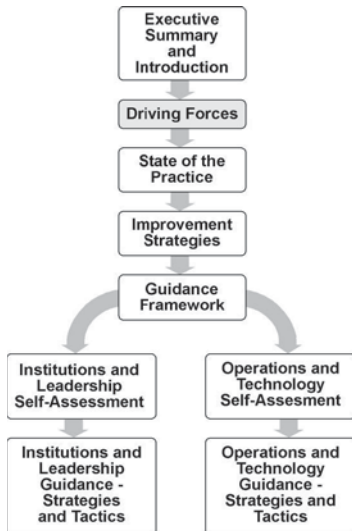 Executive
Summary
and
Introduction
Driving Forces
State of the
Practice
Improvement
Strategies
Guidance
Framework
Institutions and
Leadership
Self-Assessment
Operations and
Technology
Self-Assesment
Institutions and
Leadership
Guidance -
Strategies
and Tactics
Operations and
Technology
Guidance -
Strategies and
Tactics